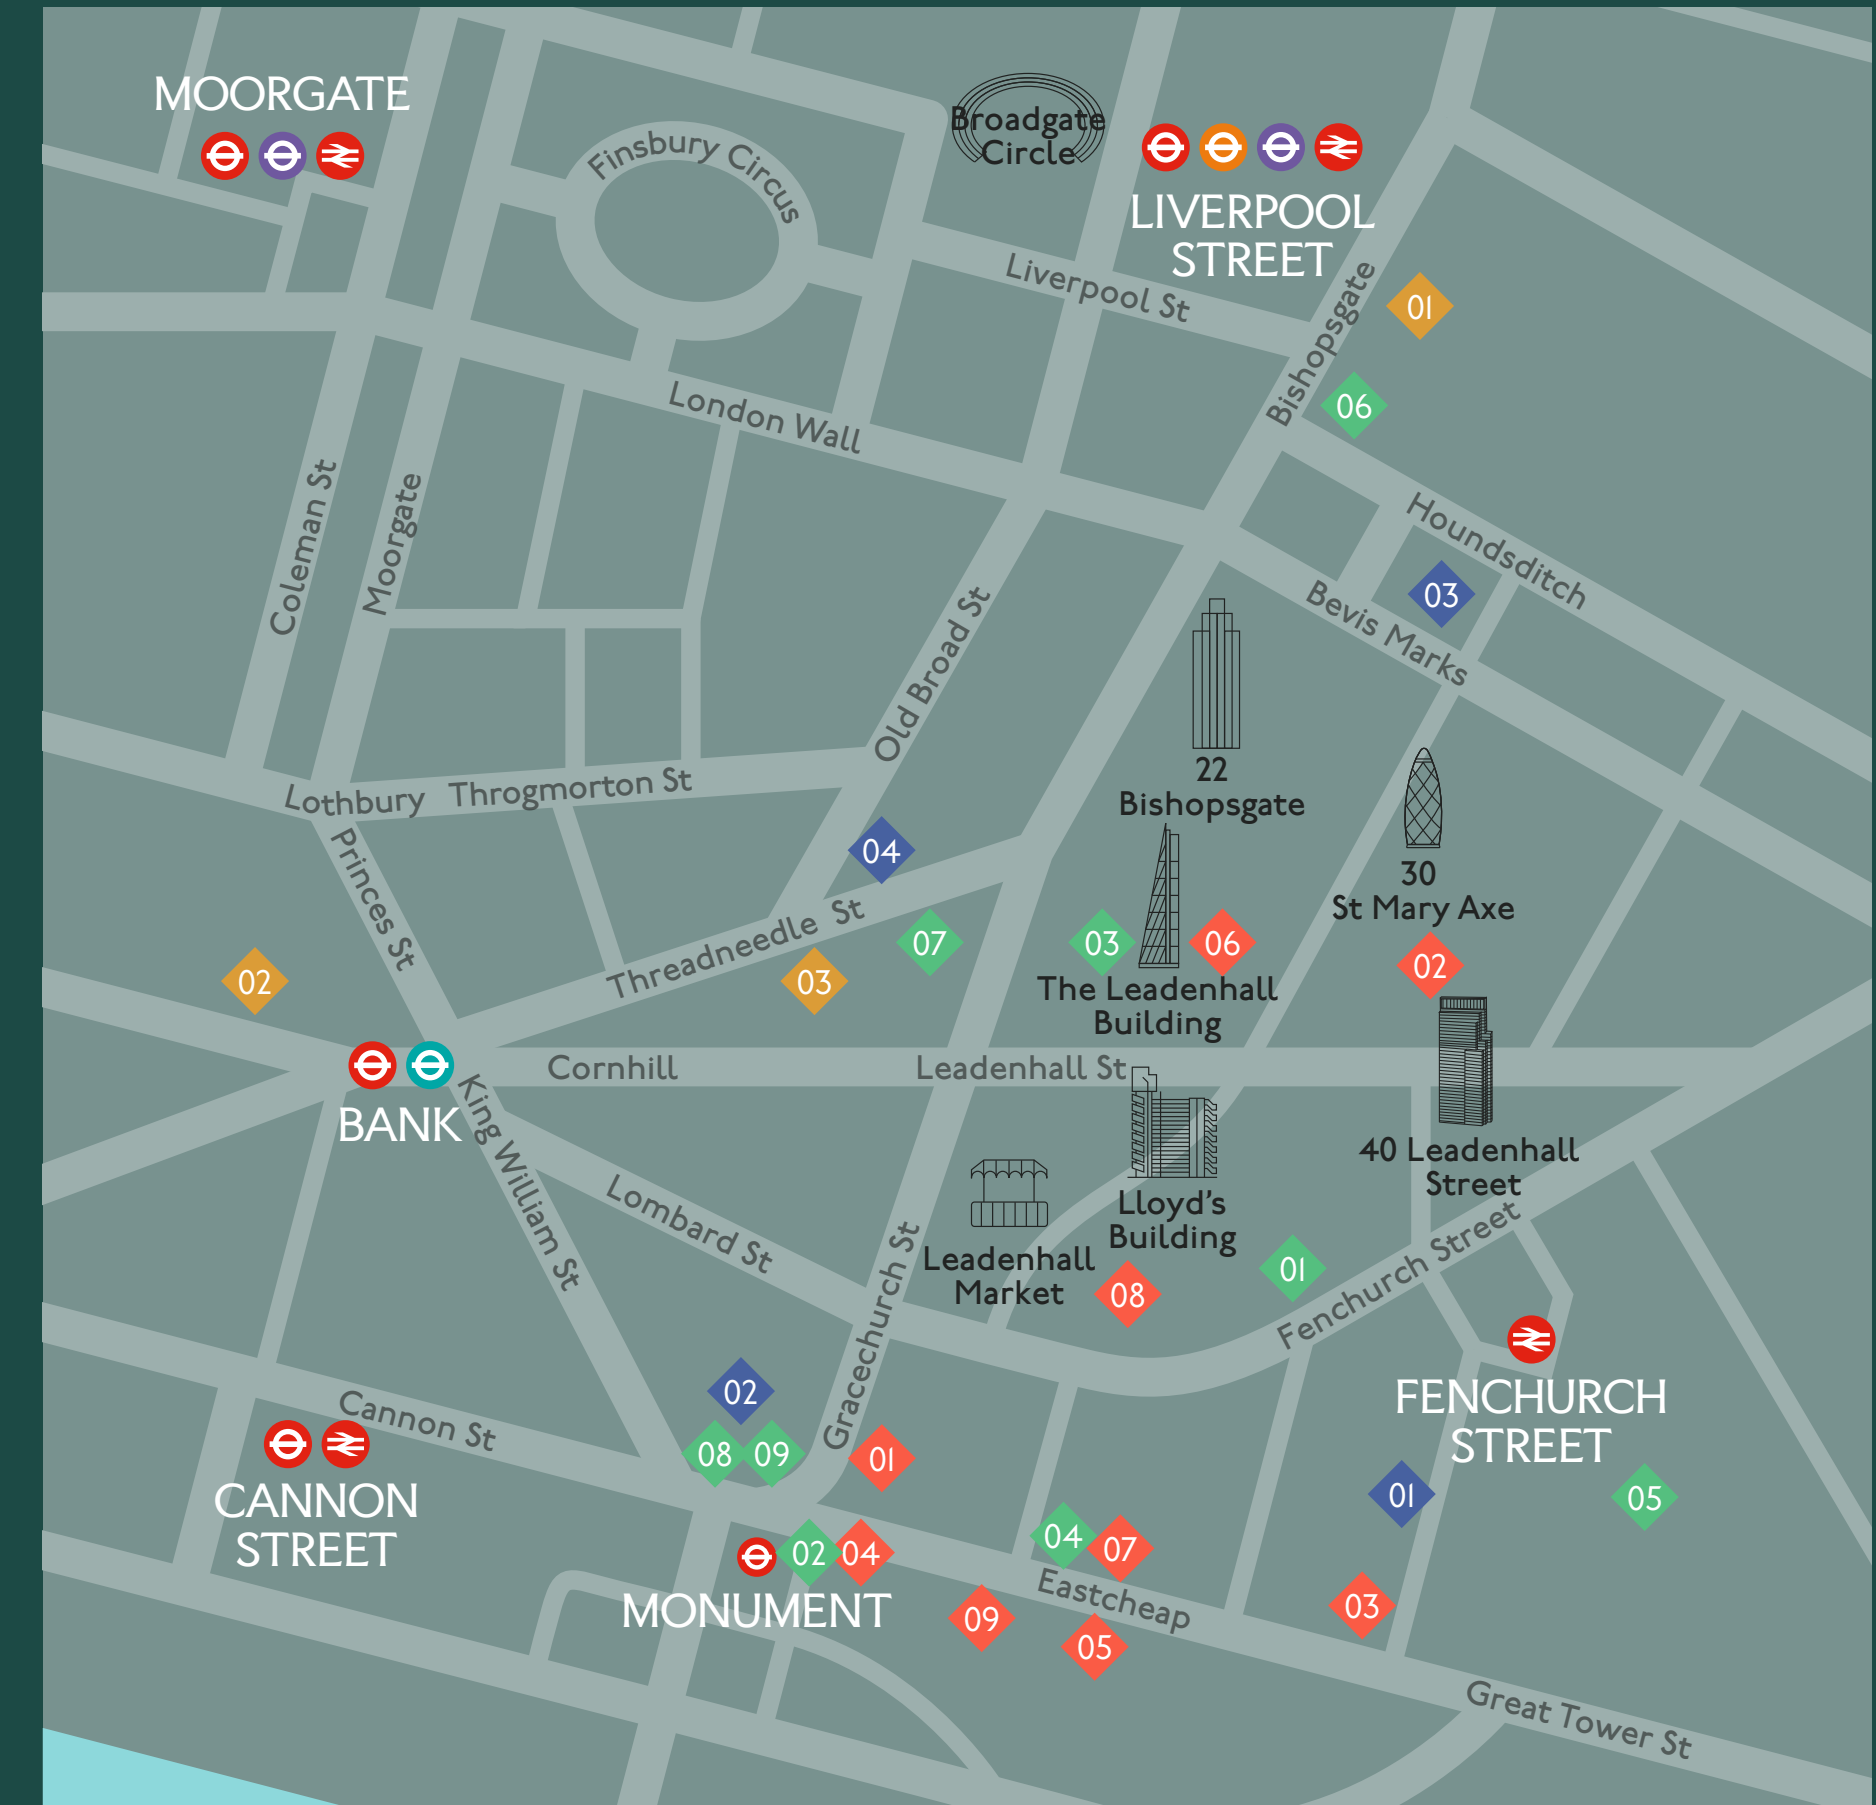 MOORGATE
Broadgate
Circle
Finsbury Circus
LIVERPOOL
STREET
Liverpool St
Bishopsgate
01
06
London Wall
Coleman St
Moorgate
Houndsditch
03
Bevis Marks
Old Broad St
22
Bishopsgate
Lothbury
Throgmorton St
Princes St
04
30
St Mary Axe
Threadneedle St
07
03
06
02
02
03
The Leadenhall
Building
Cornhill
Leadenhall St
BANK
King William St
Lombard St
40 Leadenhall
Street
Lloyd's
Building
Leadenhall
Market
08
01
Fenchurch Street
Gracechurch St
02
08
09
01
Cannon St
CANNON
STREET
FENCHURCH
STREET
01
05
02
04
MONUMENT
04
07
Eastcheap
09
05
03
Great Tower St